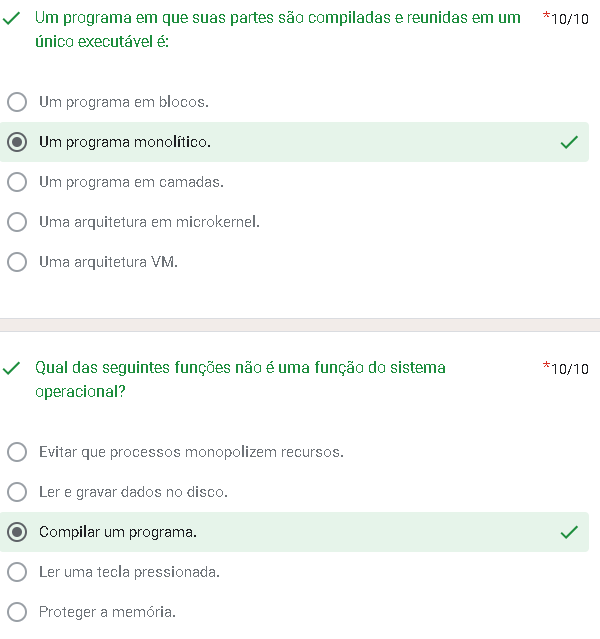 Um programa em que suas partes são compiladas e reunidas em um *10/10
único executável é:
Um programa em blocos.
Um programa monolítico.
Um programa em camadas.
Uma arquitetura em microkernel.
Uma arquitetura VM.
Qual das seguintes funções não é uma função do sistema *10/10
operacional?
Evitar que processos monopolizem recursos.
Ler e gravar dados no disco.
Compilar um programa.
Ler uma tecla pressionada.
Proteger a memória.